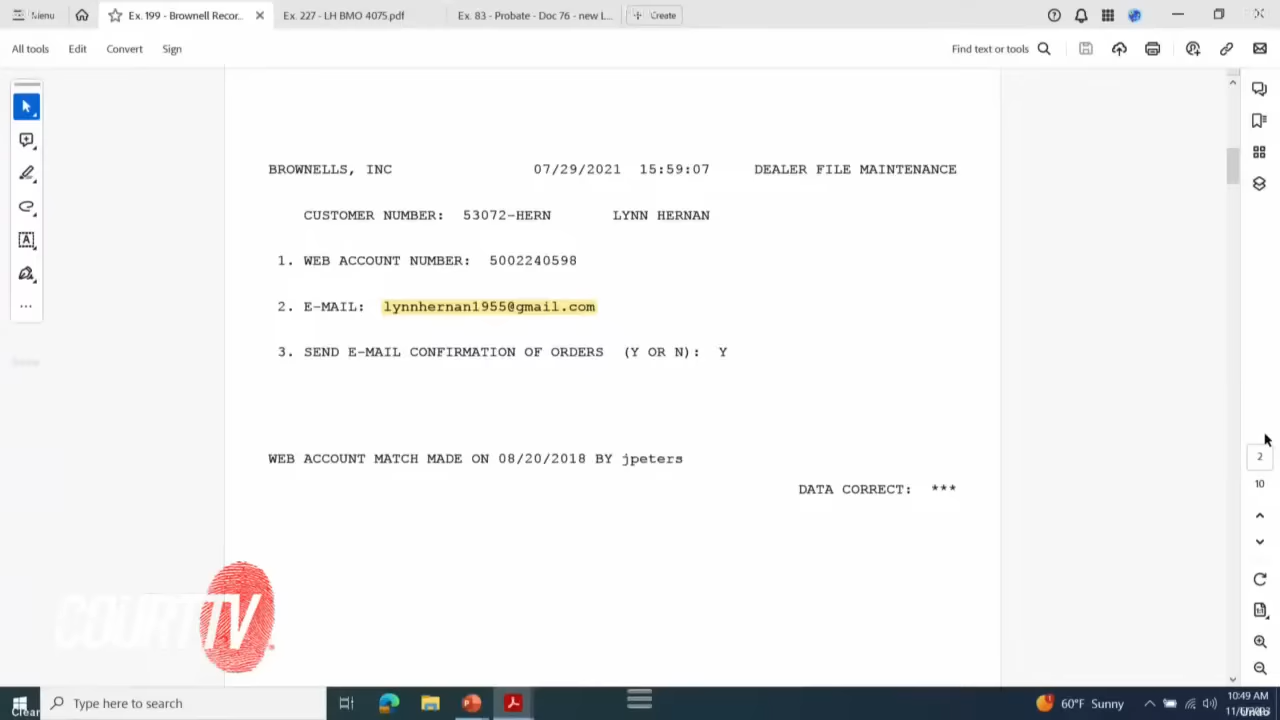 Menu
Ex. 199 - Brownell Recor...
Ex. 227 - LH BMO 4075.pdf
Ex. 83 - Probate - Doc 76 - new L...
Create
All tools
Edit
Convert
Sign
Find text or tools
BROWNELLS, INC 07/29/2021 15:59:07 DEALER FILE MAINTENANCE
CUSTOMER NUMBER: 53072-HERN LYNN HERNAN
1. WEB ACCOUNT NUMBER: 5002240598
2. E-MAIL: lynnhernan1955@gmail.com
3. SEND E-MAIL CONFIRMATION OF ORDERS (Y OR N): Y
WEB ACCOUNT MATCH MADE ON 08/20/2018 BY jpeters
DATA CORRECT: ***
2
10
COURT TV
Clear
Type here to search
60°F Sunny
10:49 AM